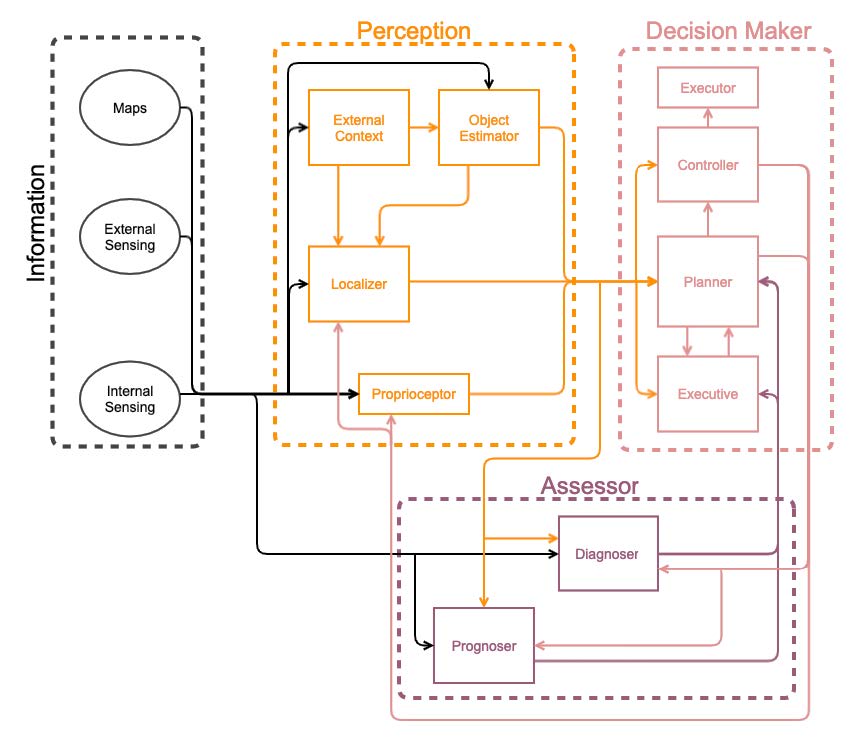 Perception
Decision Maker
Information
Maps
External
Sensing
Internal
Sensing
External
Context
Object
Estimator
Localizer
Proprioceptor
Executor
Controller
Planner
Executive
Assessor
Diagnoser
Prognoser